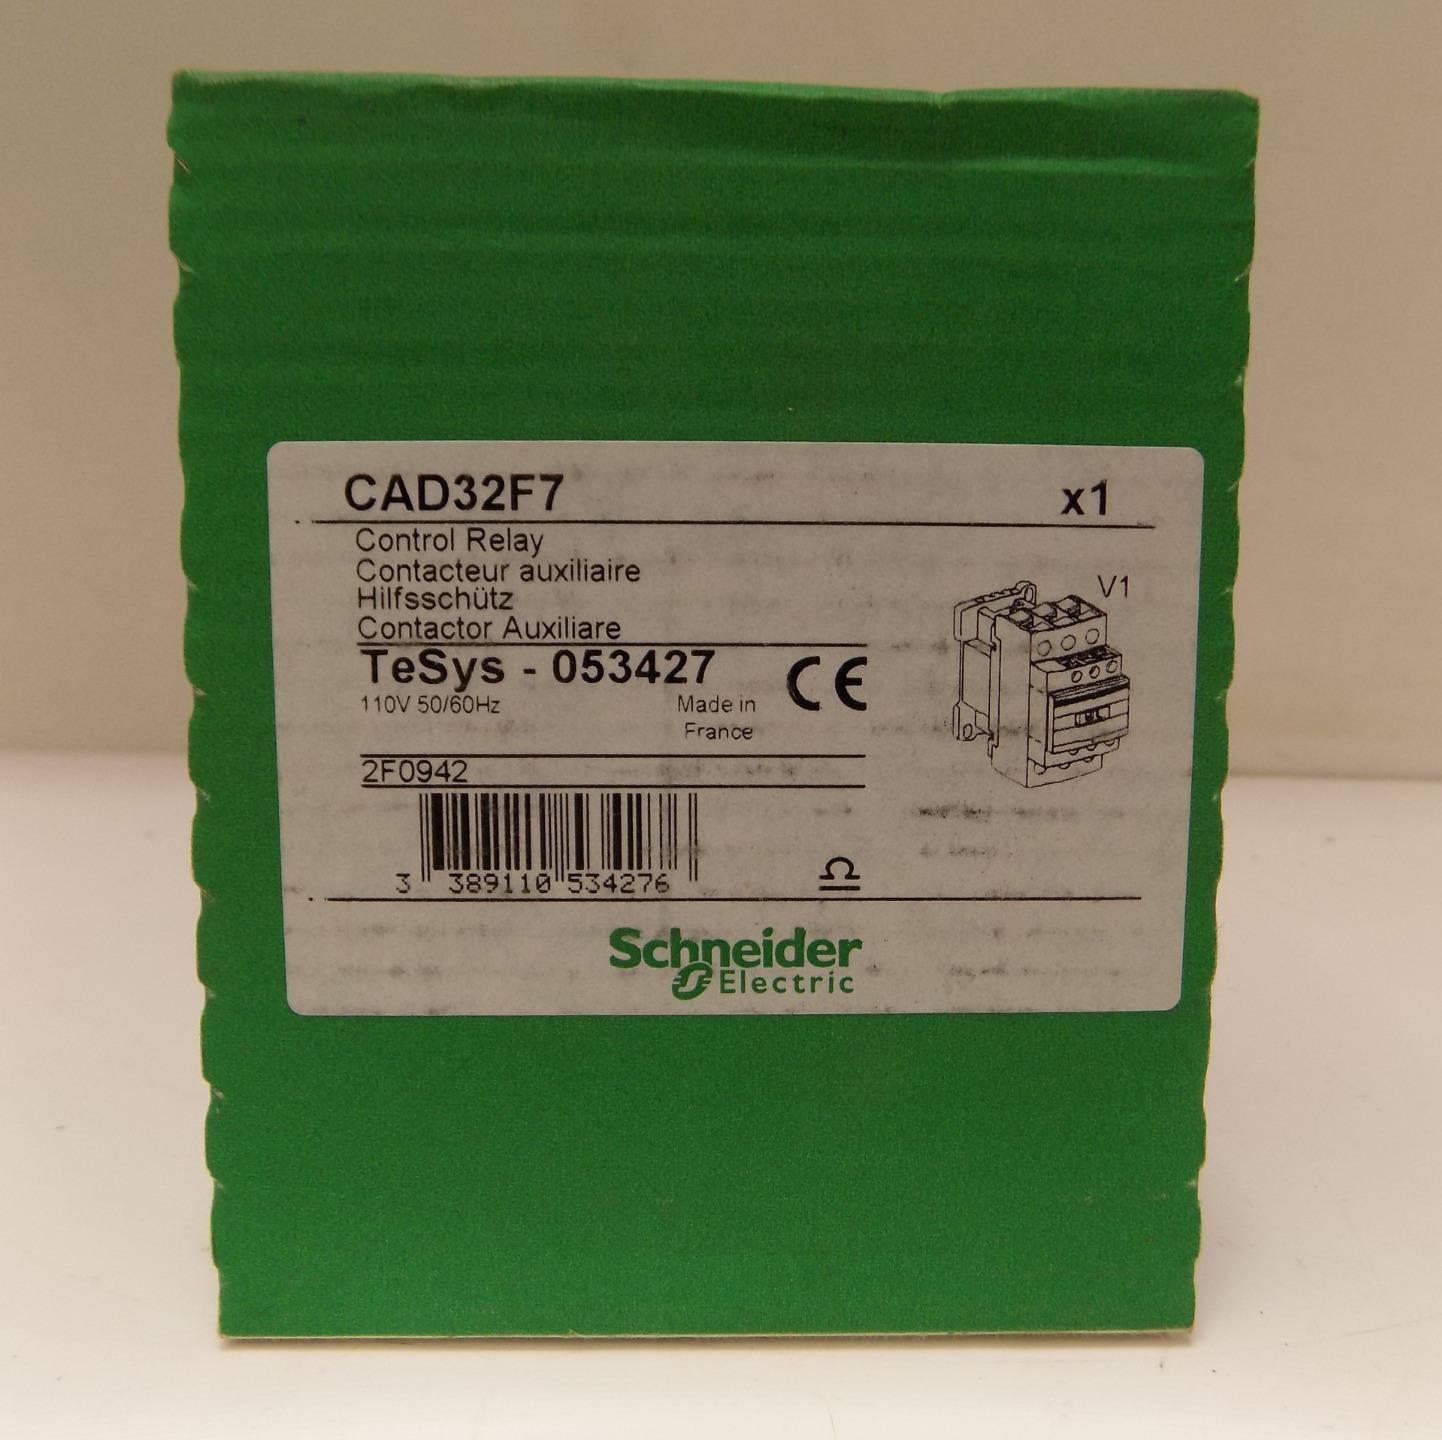 CAD32F7 x1
Control Relay
Contacteur auxiliaire
Hilfsschütz
Contactor Auxiliare
V1
TeSys - 053427 CE
110V 50/60Hz Made in
France
2F0942
3 389110 534276
Schneider
Electric